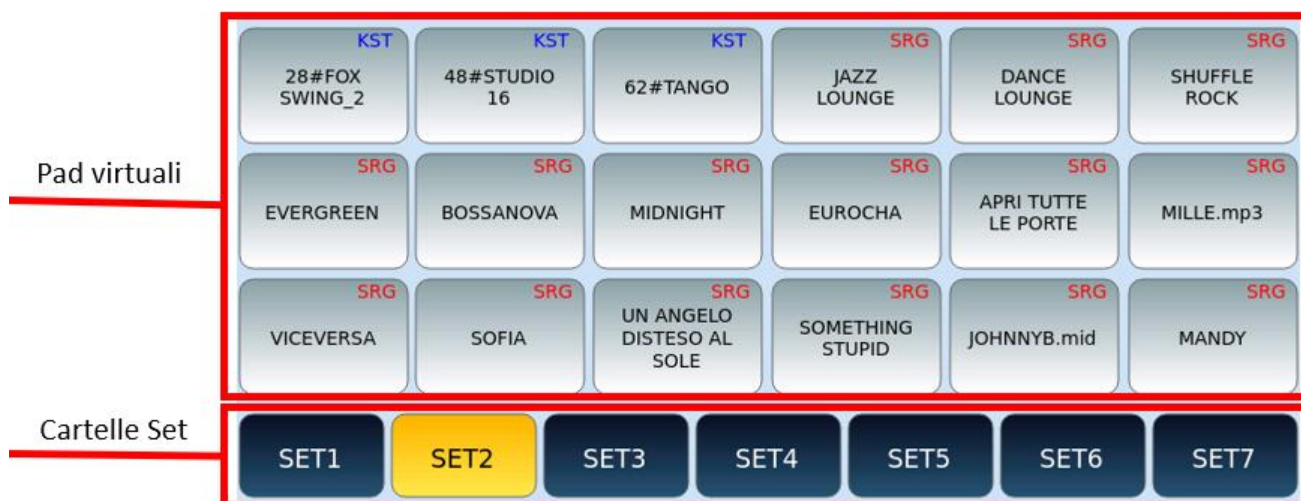 KST
28#FOX
SWING_2
KST
48#STUDIO
16
KST
62#TANGO
SRG
JAZZ
LOUNGE
SRG
DANCE
LOUNGE
SRG
SHUFFLE
ROCK
Pad virtuali
SRG
EVERGREEN
SRG
BOSSANOVA
SRG
MIDNIGHT
SRG
EUROCHA
SRG
APRI TUTTE
LE PORTE
SRG
MILLE.mp3
SRG
VICEVERSA
SRG
SOFIA
SRG
UN ANGELO
DISTESO AL
SOLE
SRG
SOMETHING
STUPID
SRG
JOHNNYB.mid
SRG
MANDY
Cartelle Set
SET1
SET2
SET3
SET4
SET5
SET6
SET7